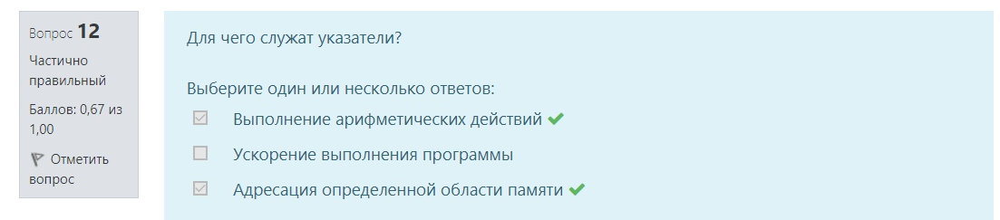 Вопрос 12
Частично
правильный
Баллов: 0,67 из
1,00
Отметить
вопрос
Для чего служат указатели?
Выберите один или несколько ответов:
Выполнение арифметических действий
Ускорение выполнения программы
Адресация определенной области памяти